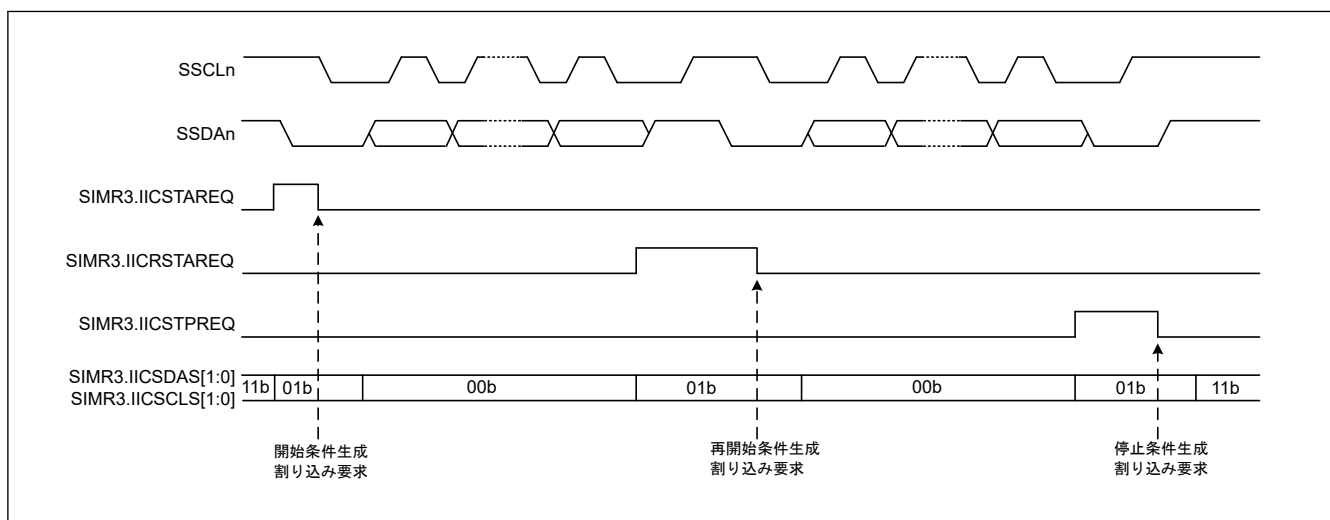 SSCLn
SSDAn
SIMR3.IICSTAREQ
SIMR3.IICRSTAREQ
SIMR3.IICSTPREQ
SIMR3.IICSDAS[1:0]
SIMR3.IICSCLS[1:0]
11b 01b 00b 01b 00b 01b 11b
開始条件生成
割り込み要求
再開始条件生成
割り込み要求
停止条件生成
割り込み要求